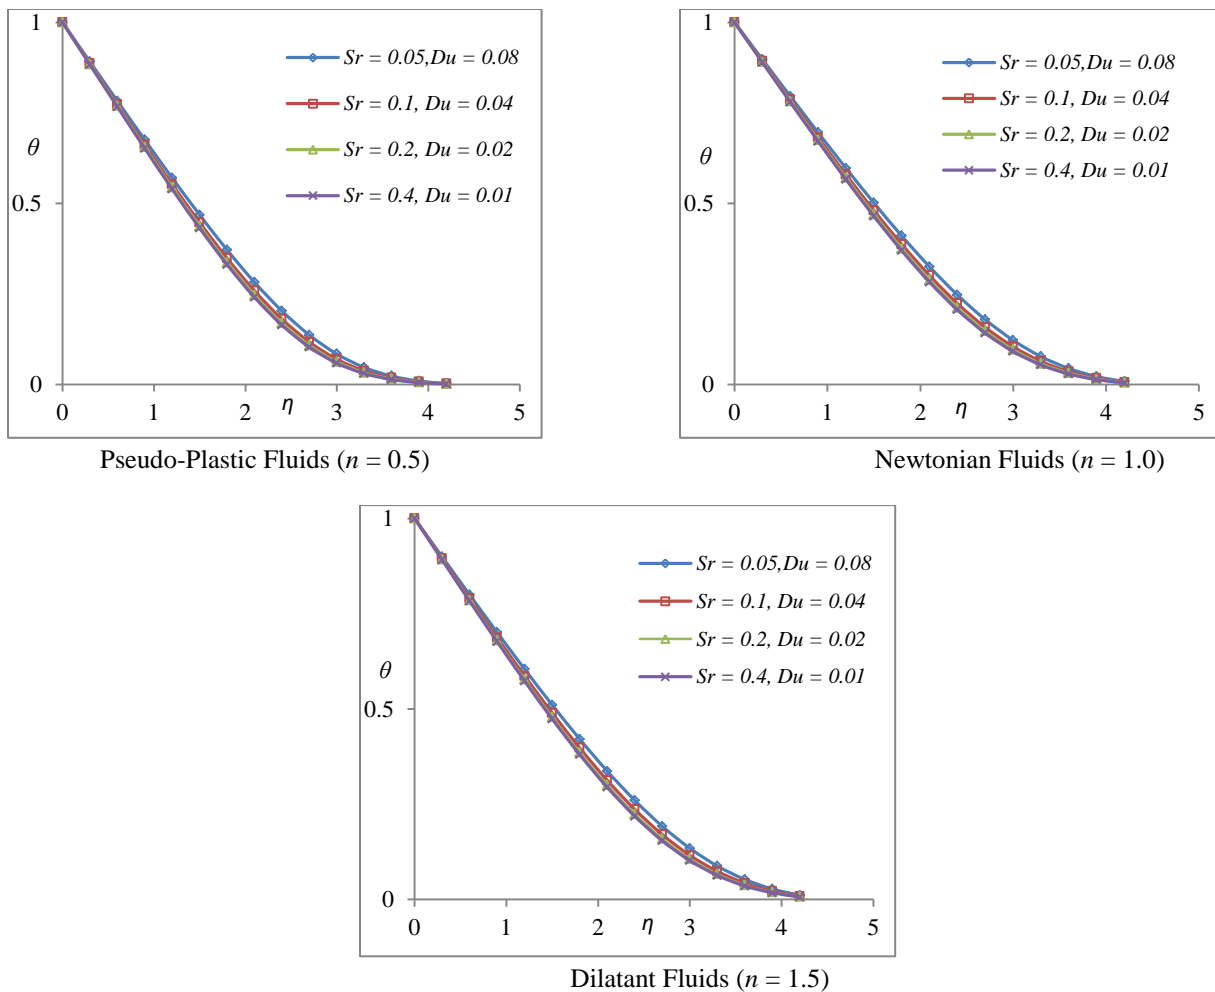 1
Sr = 0.05,Du = 0.08
Sr = 0.1, Du = 0.04
θ
Sr = 0.2, Du = 0.02
Sr = 0.4, Du = 0.01
0.5
0
0 1 2 η 3 4 5
Pseudo-Plastic Fluids (n = 0.5)
1
Sr = 0.05,Du = 0.08
Sr = 0.1, Du = 0.04
Sr = 0.2, Du = 0.02
θ
Sr = 0.4, Du = 0.01
0.5
0
0 1 2 η 3 4 5
Newtonian Fluids (n = 1.0)
1
Sr = 0.05,Du = 0.08
Sr = 0.1, Du = 0.04
Sr = 0.2, Du = 0.02
θ
Sr = 0.4, Du = 0.01
0.5
0
0 1 2 η 3 4 5
Dilatant Fluids (n = 1.5)